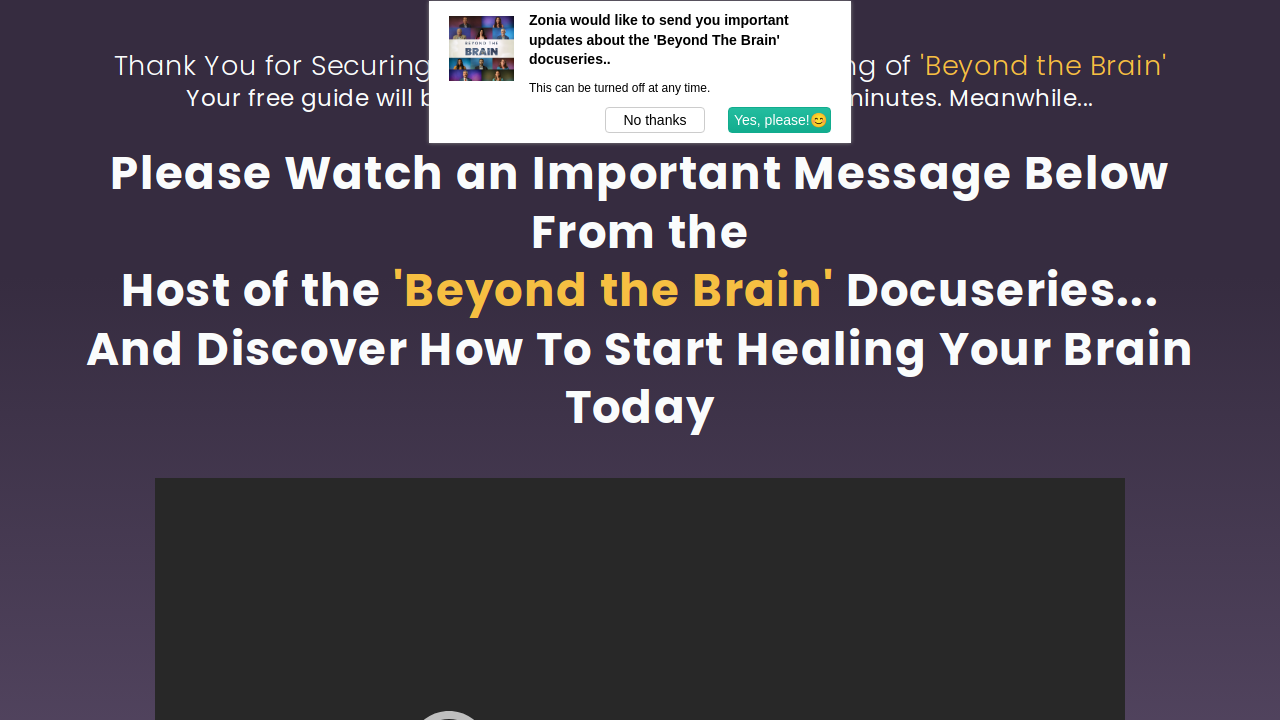 Zonia would like to send you important
updates about the 'Beyond The Brain'
docuseries..
This can be turned off at any time.
No thanks
Yes, please!😊
BEYOND THE
BRAIN
Thank You for Securing ng of 'Beyond the Brain'
Your free guide will minutes. Meanwhile...
Please Watch an Important Message Below
From the
Host of the 'Beyond the Brain' Docuseries...
And Discover How To Start Healing Your Brain
Today